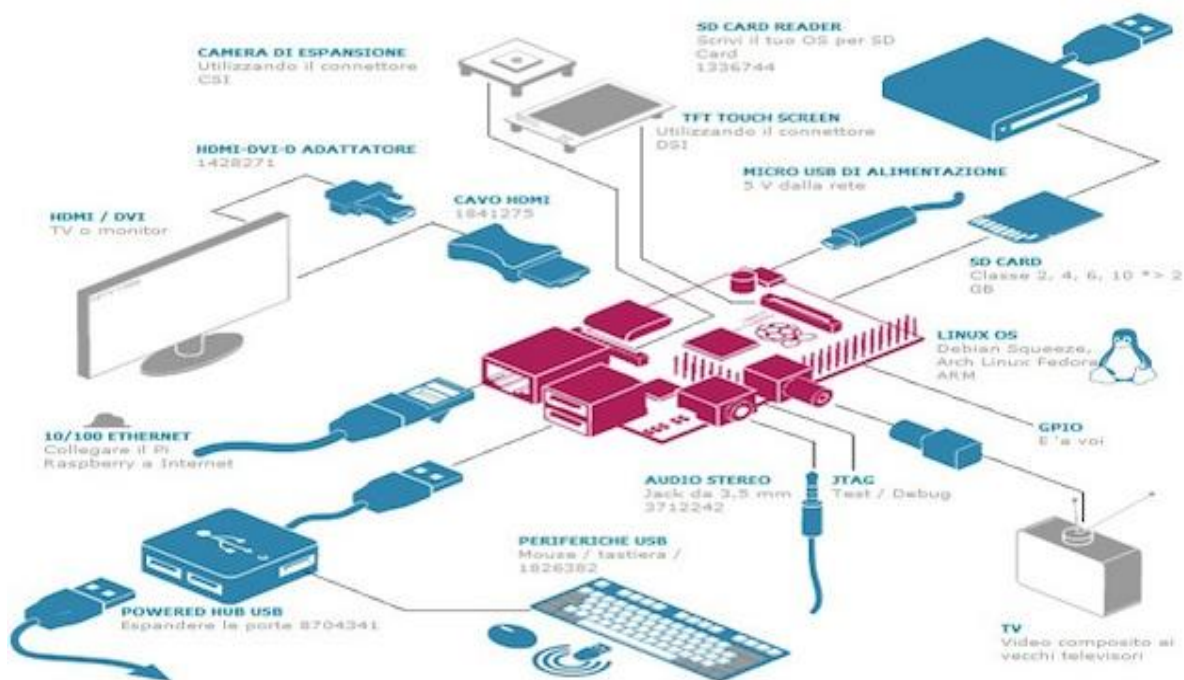 CAMERA DI ESPANSIONE
Utilizzando il connettore
CSI
SD CARD READER
Scrivi il tuo OS per SD
Card
1336744
TFT TOUCH SCREEN
Utilizzando il connettore
DSI
HDMI-DVI-D ADATTATORE
1428271
MICRO USB DI ALIMENTAZIONE
5 V dalla rete
CAVO HDMI
1841275
HDMI / DVI
TV o monitor
SD CARD
Classe 2, 4, 6, 10 *> 2
GB
LINUX OS
Debian Squeeze,
Arch Linux Fedora
ARM
10/100 ETHERNET
Collegare il Pi
Raspberry a Internet
GPIO
E 'a voi
AUDIO STEREO
Jack da 3,5 mm
3712242
JTAG
Test / Debug
PERIFERICHE USB
Mouse / tastiera /
1826382
POWERED HUB USB
Espandere le porte 8704341
TV
Video composito ai
vecchi televisori